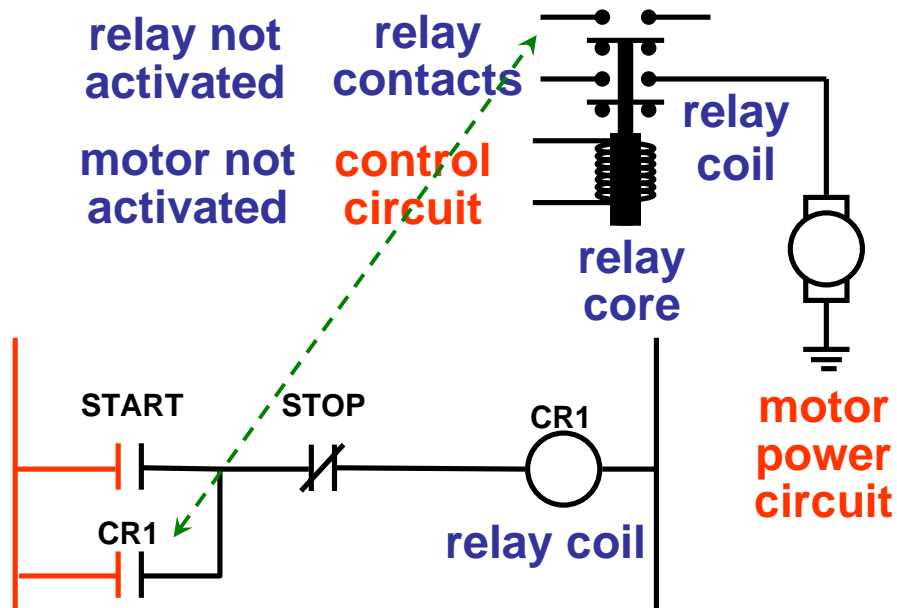 relay not
activated
relay
contacts
motor not
activated
control
circuit
relay
coil
relay
core
START
STOP
CR1
CR1
relay coil
motor
power
circuit